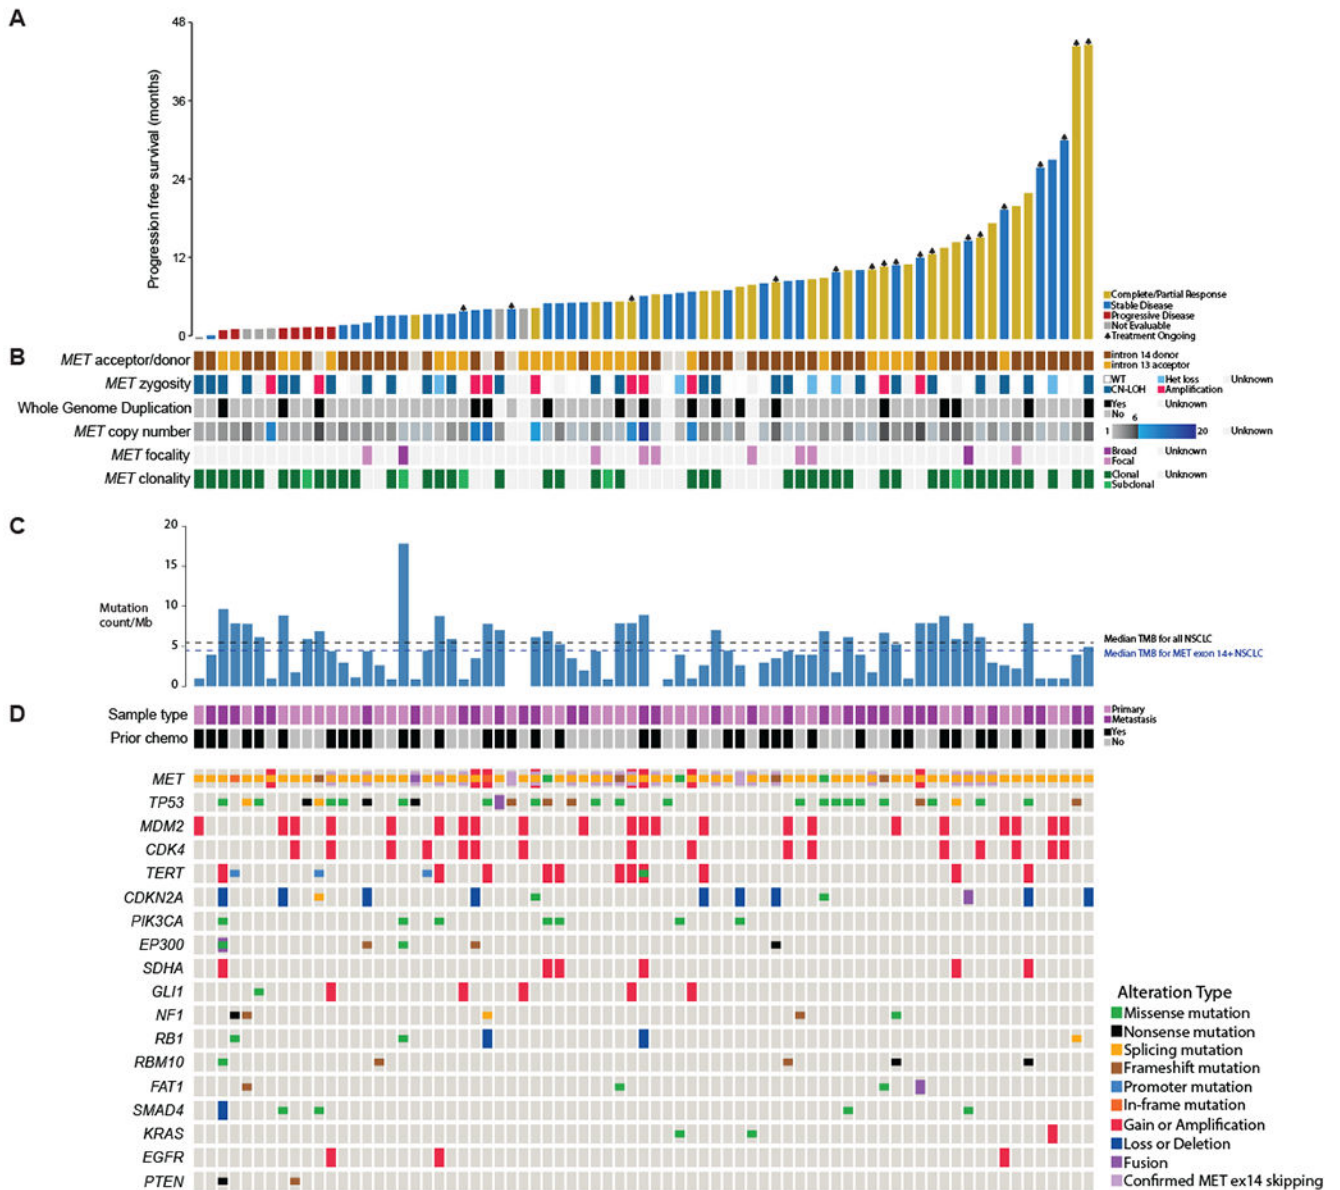 A
48
36
24
12
0
Progression free survival (months)
Complete/Partial Response
Stable Disease
Progressive Disease
Not Evaluable
Treatment Ongoing
B
MET acceptor/donor
intron 14 donor
intron 13 acceptor
MET zygosity
WT Het loss Unknown
CN-LOH Amplification
Whole Genome Duplication
Yes Unknown
No
MET copy number
6
1 20 Unknown
MET focality
Broad Unknown
Focal
MET clonality
Clonal Unknown
Subclonal
C
20
15
10
5
0
Mutation
count/Mb
Median TMB for all NSCLC
Median TMB for MET exon 14+ NSCLC
D
Sample type
Primary
Metastasis
Prior chemo
Yes
No
MET
TP53
MDM2
CDK4
TERT
CDKN2A
PIK3CA
EP300
SDHA
GLI1
NF1
RB1
RBM10
FAT1
SMAD4
KRAS
EGFR
PTEN
Alteration Type
Missense mutation
Nonsense mutation
Splicing mutation
Frameshift mutation
Promoter mutation
In-frame mutation
Gain or Amplification
Loss or Deletion
Fusion
Confirmed MET ex14 skipping